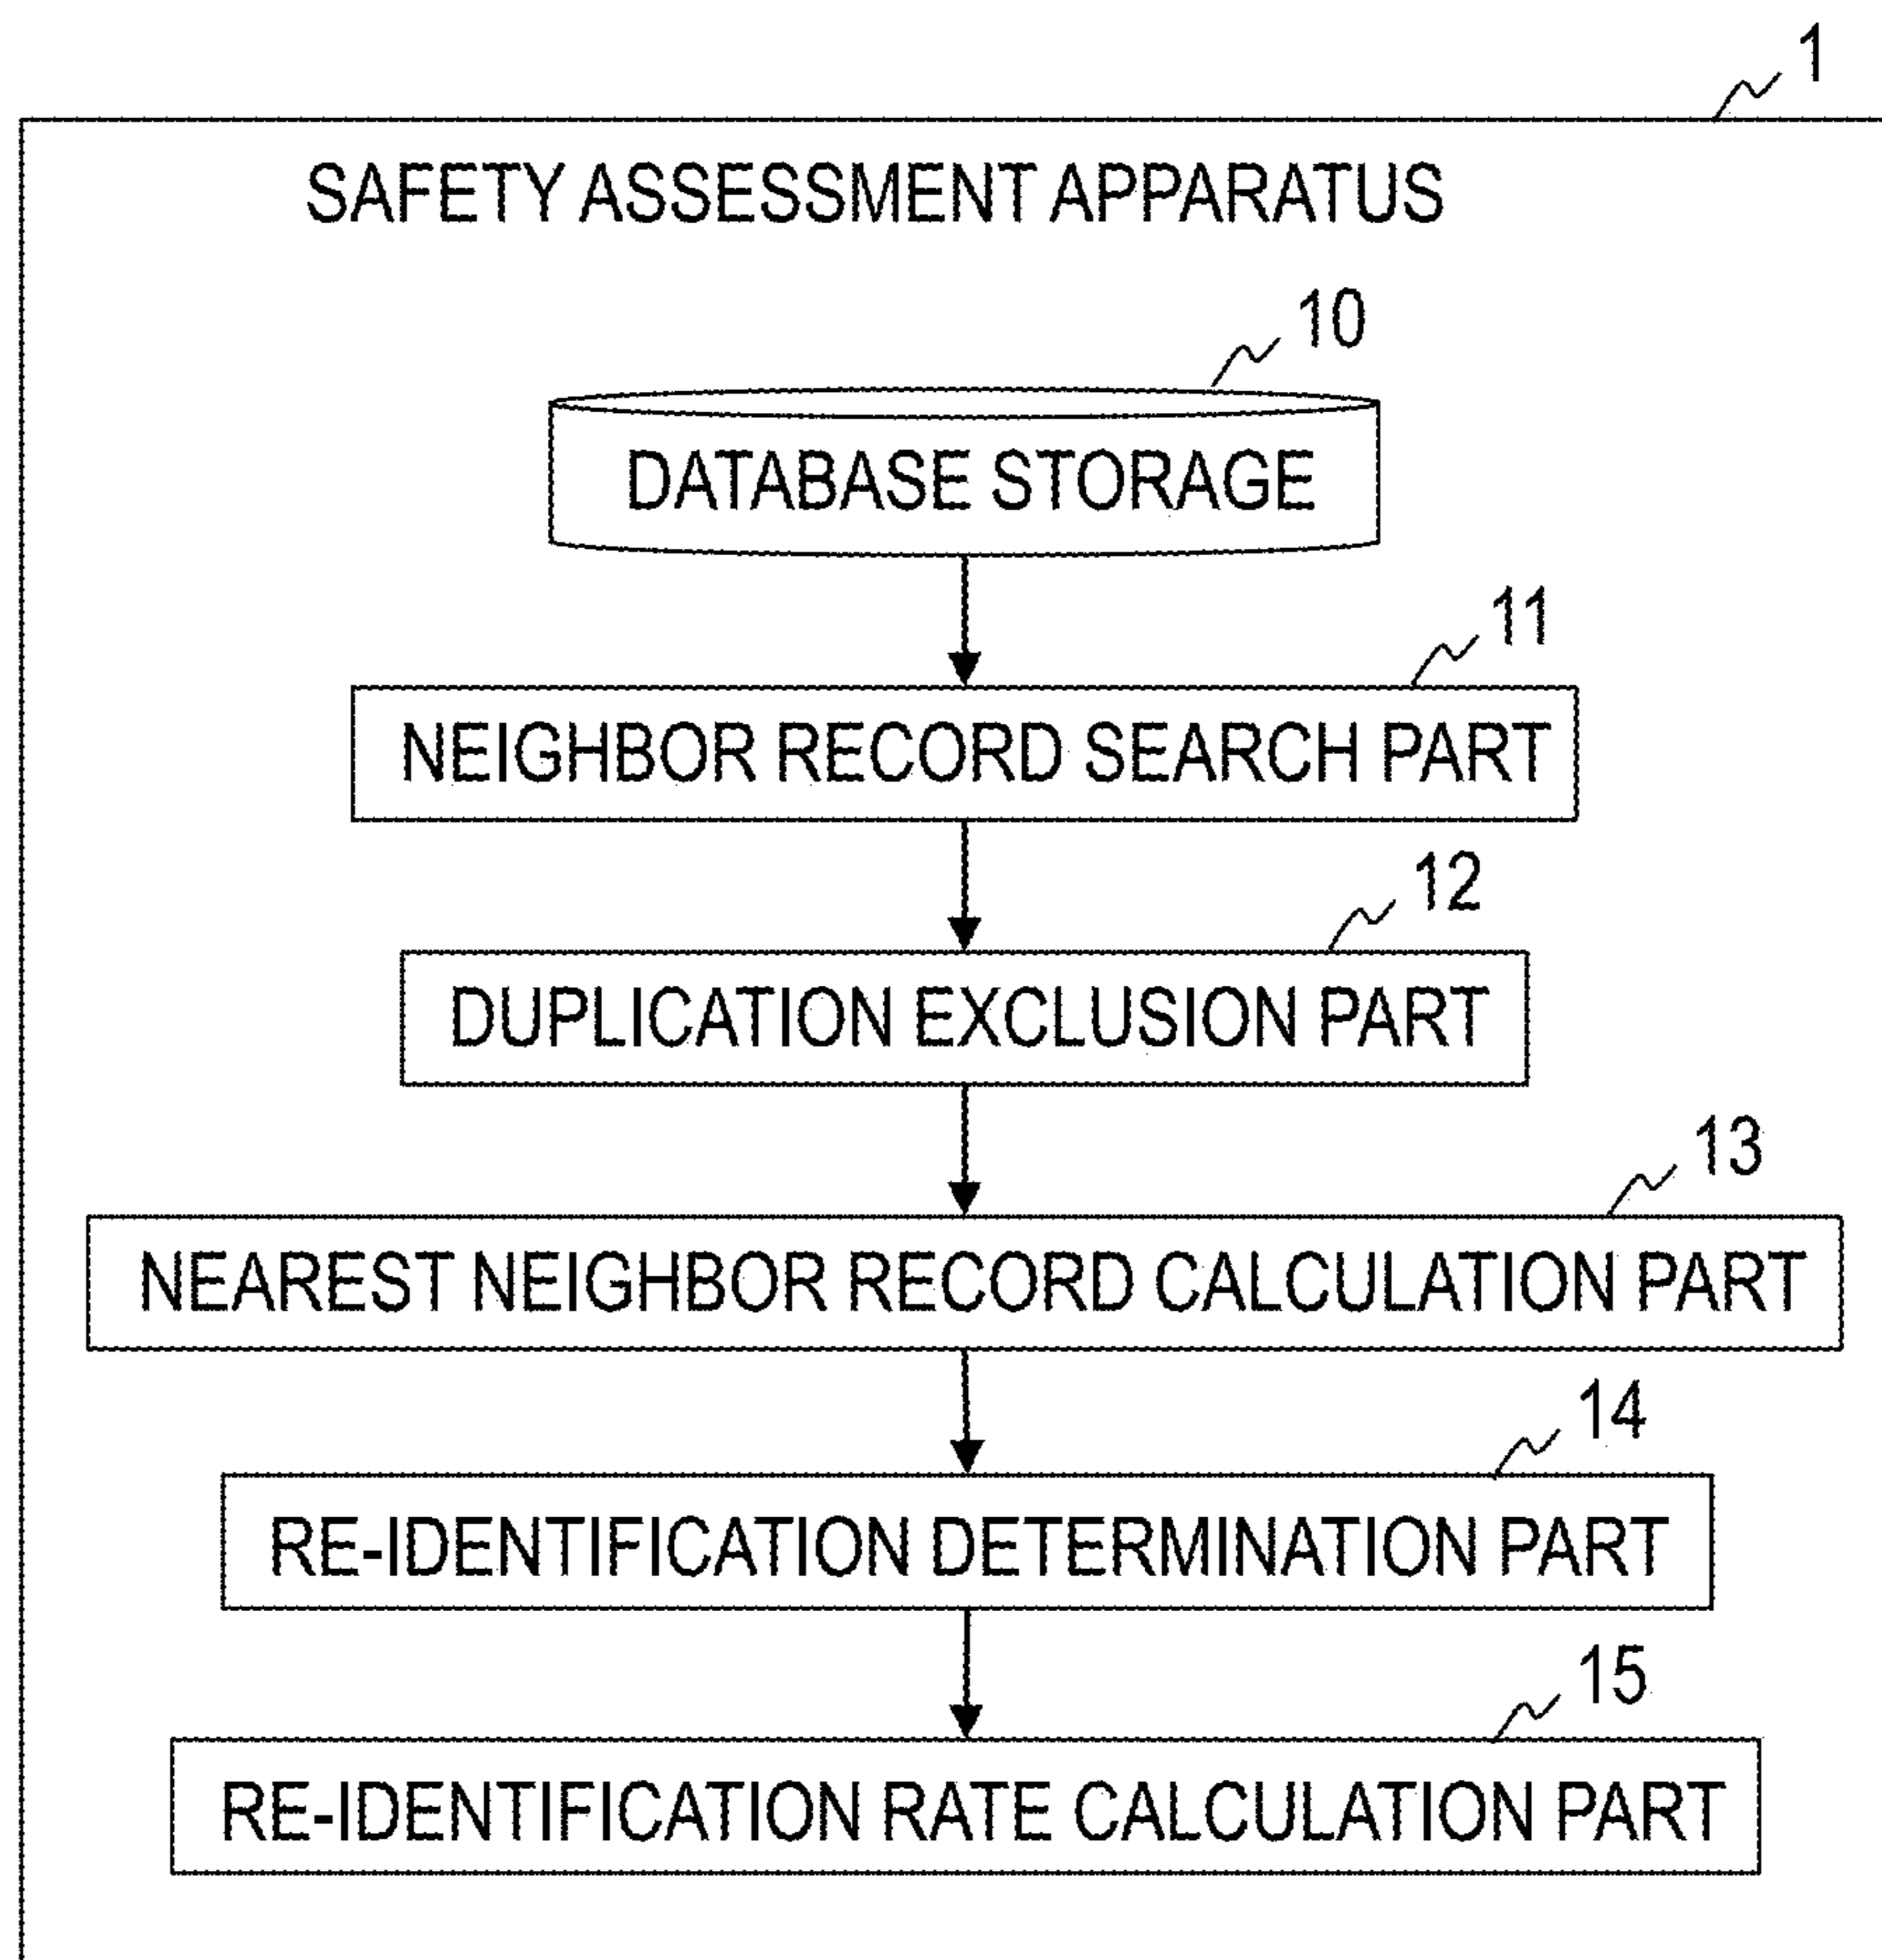 1
SAFETY ASSESSMENT APPARATUS
10
DATABASE STORAGE
11
NEIGHBOR RECORD SEARCH PART
12
DUPLICATION EXCLUSION PART
13
NEAREST NEIGHBOR RECORD CALCULATION PART
14
RE-IDENTIFICATION DETERMINATION PART
15
RE-IDENTIFICATION RATE CALCULATION PART